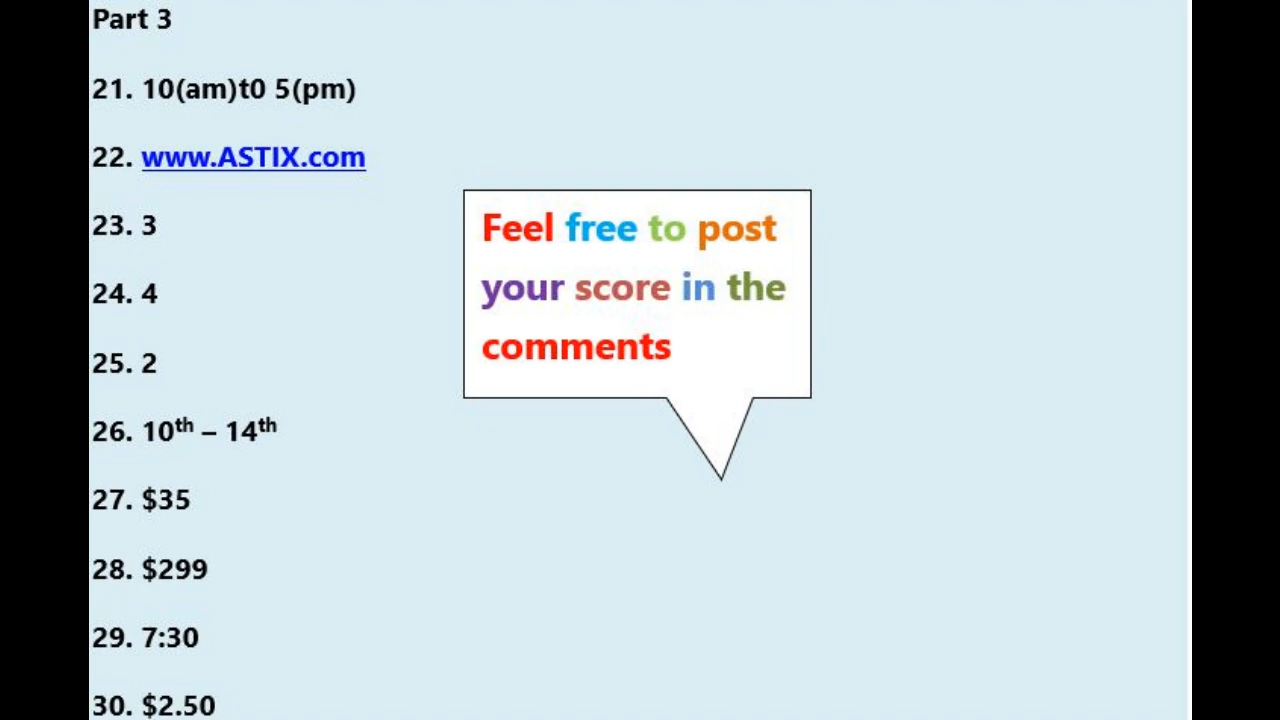 Part 3
21. 10(am)t0 5(pm)
22. www.ASTIX.com
23. 3
24. 4
25. 2
26. 10th – 14th
27. $35
28. $299
29. 7:30
30. $2.50
Feel free to post
your score in the
comments